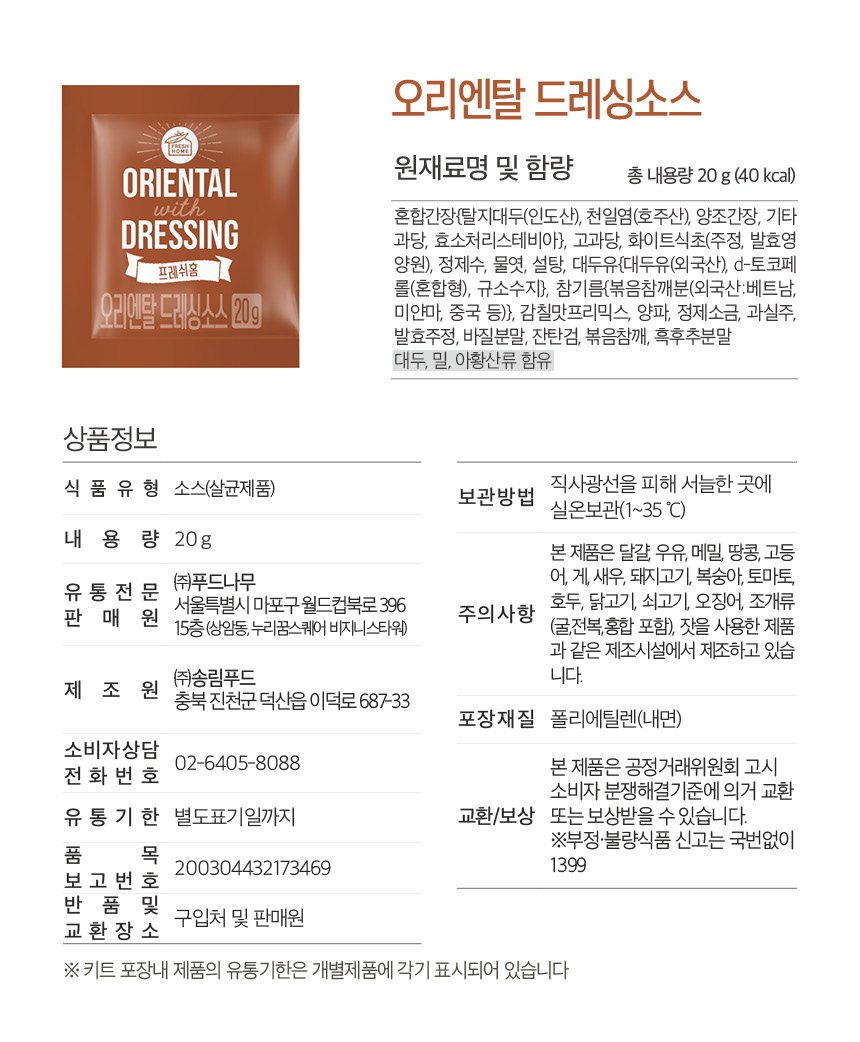 FRESH
HOME
ORIENTAL
with
DRESSING
프레쉬홈
오리엔탈 드레싱소스 20g
오리엔탈 드레싱소스
원재료명 및 함량
총 내용량 20 g (40 kcal)
혼합간장{탈지대두(인도산), 천일염(호주산), 양조간장, 기타
과당, 효소처리스테비아}, 고과당, 화이트식초(주정, 발효영
양원), 정제수, 물엿, 설탕, 대두유{대두유(외국산), d-토코페
롤(혼합형), 규소수지}, 참기름{볶음참깨분(외국산:베트남,
미얀마, 중국 등)}, 감칠맛프리믹스, 양파, 정제소금, 과실주,
발효주정, 바질분말, 잔탄검, 볶음참깨, 흑후추분말
대두, 밀, 아황산류 함유
상품정보
식품유형 소스(살균제품)
내용량 20 g
유통전문
판매원
㈜푸드나무
서울특별시 마포구 월드컵북로 396
15층 (상암동, 누리꿈스퀘어 비지니스타워)
제조원
㈜송림푸드
충북 진천군 덕산읍 이덕로 687-33
소비자상담
전화번호
02-6405-8088
유통기한 별도표기일까지
품목
보고번호
200304432173469
반품및
교환장소
구입처 및 판매원
보관방법
직사광선을 피해 서늘한 곳에
실온보관(1~35 ℃)
주의사항
본 제품은 달걀, 우유, 메밀, 땅콩, 고등
어, 게, 새우, 돼지고기, 복숭아, 토마토,
호두, 닭고기, 쇠고기, 오징어, 조개류
(굴,전복,홍합 포함), 잣을 사용한 제품
과 같은 제조시설에서 제조하고 있습
니다.
포장재질 폴리에틸렌(내면)
교환/보상
본 제품은 공정거래위원회 고시
소비자 분쟁해결기준에 의거 교환
또는 보상받을 수 있습니다.
※부정·불량식품 신고는 국번없이
1399
※ 키트 포장내 제품의 유통기한은 개별제품에 각기 표시되어 있습니다